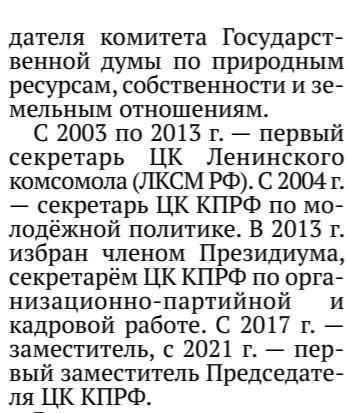 дателя комитета Государст-
венной думы по природным
ресурсам, собственности и зе-
мельным отношениям.
С 2003 по 2013 г. — первый
секретарь ЦК Ленинского
комсомола (ЛКСМ РФ). С 2004 г.
— секретарь ЦК КПРФ по мо-
лодёжной политике. В 2013 г.
избран членом Президиума,
секретарём ЦК КПРФ по орга-
низационно-партийной и
кадровой работе. С 2017 г. —
заместитель, с 2021 г. — пер-
вый заместитель Председате-
ля ЦК КПРФ.